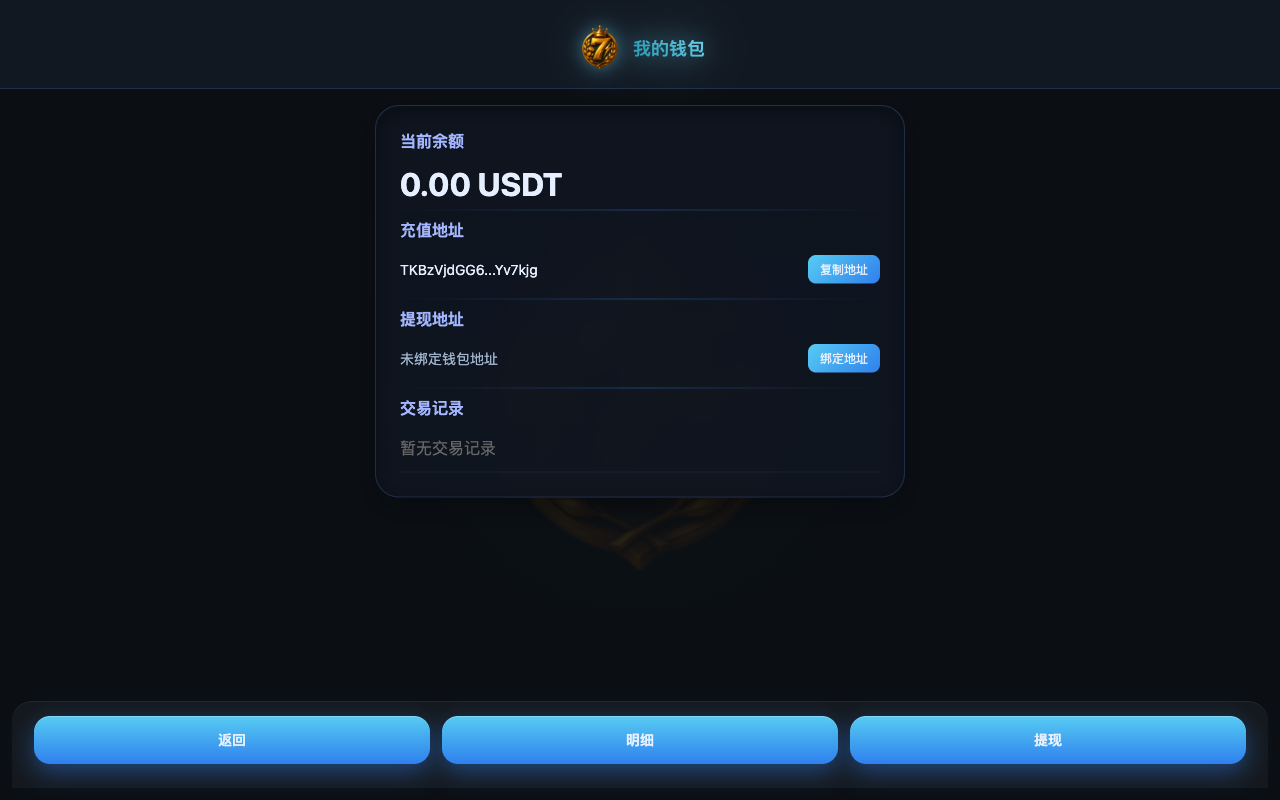 7
我的钱包
当前余额
0.00 USDT
充值地址
TKBzVjdGG6...Yv7kjg
复制地址
提现地址
未绑定钱包地址
绑定地址
交易记录
暂无交易记录
返回
明细
提现